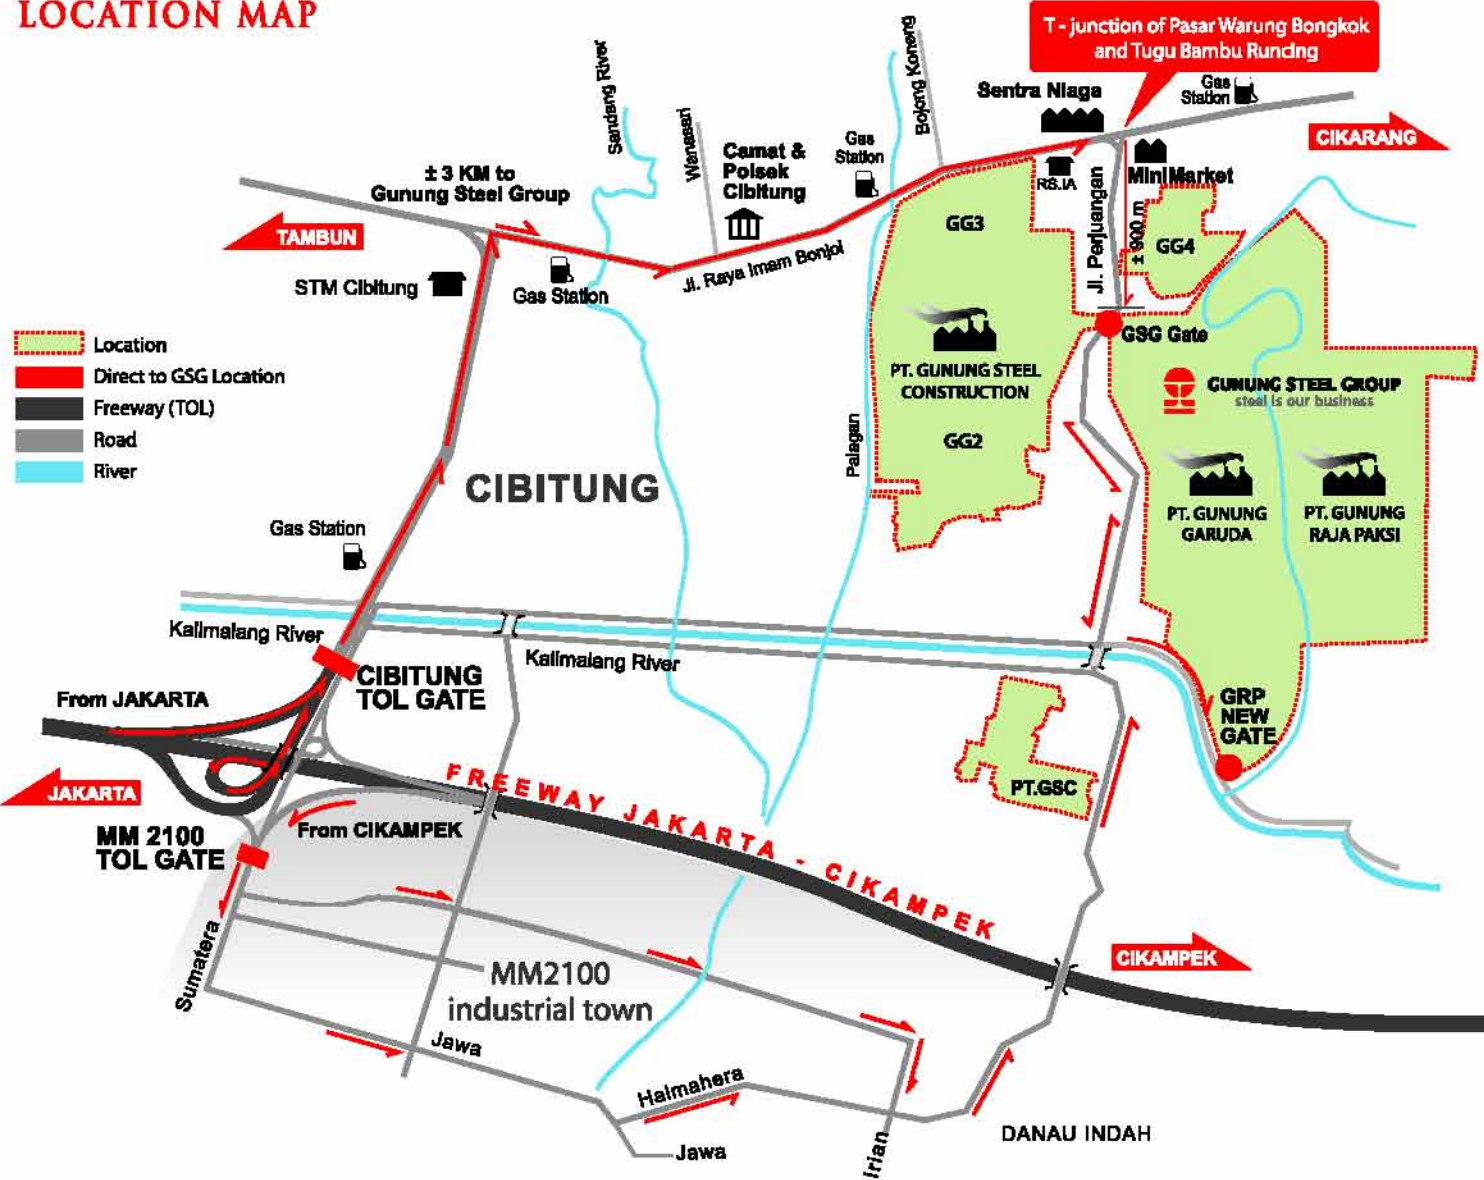 LOCATION MAP
T - junction of Pasar Warung Bongkok
and Tugu Bambu Runcing
Sandang River
Wanasari
Bojong Koneng
Sentra Niaga
Gas
Station
CIKARANG
± 3 KM to
Gunung Steel Group
Camat &
Polsek
Cibitung
Gas
Station
RS.IA
MiniMarket
TAMBUN
GG3
Jl. Perjuangan
± 900 m
GG4
STM Cibitung
Gas Station
Jl. Raya Imam Bonjol
GSG Gate
Location
Direct to GSG Location
Freeway (TOL)
Road
River
PT. GUNUNG STEEL
CONSTRUCTION
GUNUNG STEEL GROUP
steel is our business
GG2
Palagan
CIBITUNG
PT. GUNUNG
GARUDA
PT. GUNUNG
RAJA PAKSI
Gas Station
Kalimalang River
Kalimalang River
CIBITUNG
TOL GATE
From JAKARTA
GRP
NEW
GATE
PT.GSC
JAKARTA
FREEWAY JAKARTA - CIKAMPEK
MM 2100
TOL GATE
From CIKAMPEK
Sumatera
CIKAMPEK
MM2100
industrial town
Jawa
Halmahera
DANAU INDAH
Jawa
Irian